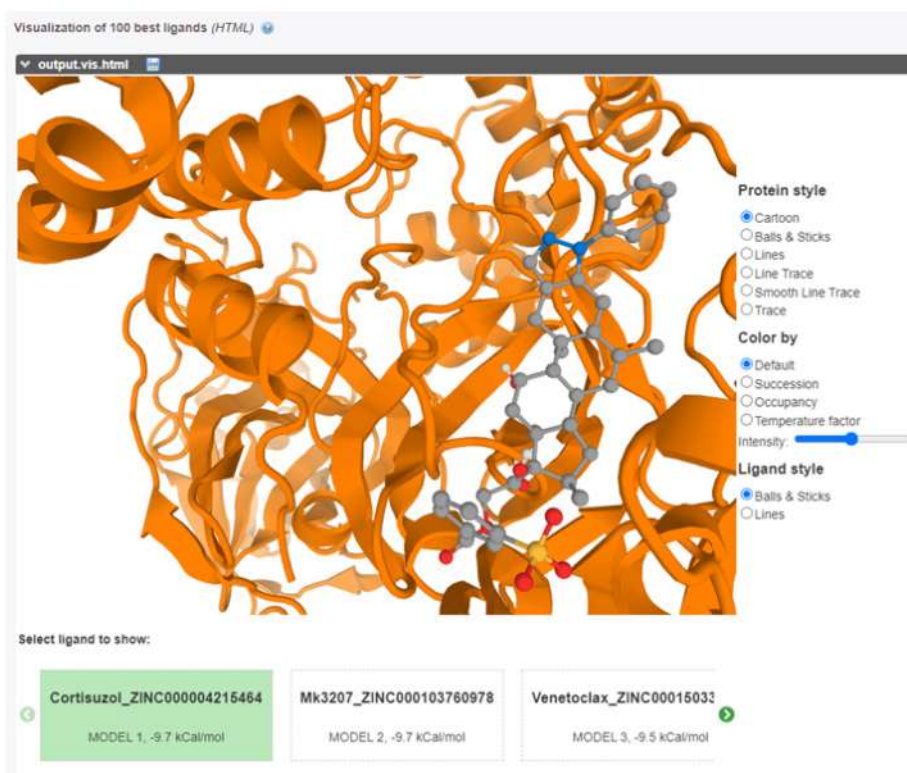 Visualization of 100 best ligands (HTML)
output.vis.html
Protein style
Cartoon
Balls & Sticks
Lines
Line Trace
Smooth Line Trace
Trace
Color by
Default
Succession
Occupancy
Temperature factor
Intensity:
Ligand style
Balls & Sticks
Lines
Select ligand to show:
Cortisuzol_ZINC000004215464
MODEL 1, -9.7 kCal/mol
Mk3207_ZINC000103760978
MODEL 2, -9.7 kCal/mol
Venetoclax_ZINC00015033
MODEL 3, -9.5 kCal/mol